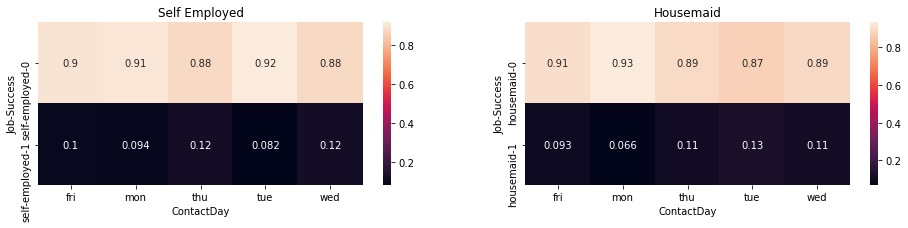 Self Employed
Job-Success
self-employed-0
self-employed-1
0.9 0.91 0.88 0.92 0.88
0.1 0.094 0.12 0.082 0.12
fri mon thu tue wed
ContactDay
0.8
0.6
0.4
0.2
Housemaid
Job-Success
housemaid-0
housemaid-1
0.91 0.93 0.89 0.87 0.89
0.093 0.066 0.11 0.13 0.11
fri mon thu tue wed
ContactDay
0.8
0.6
0.4
0.2